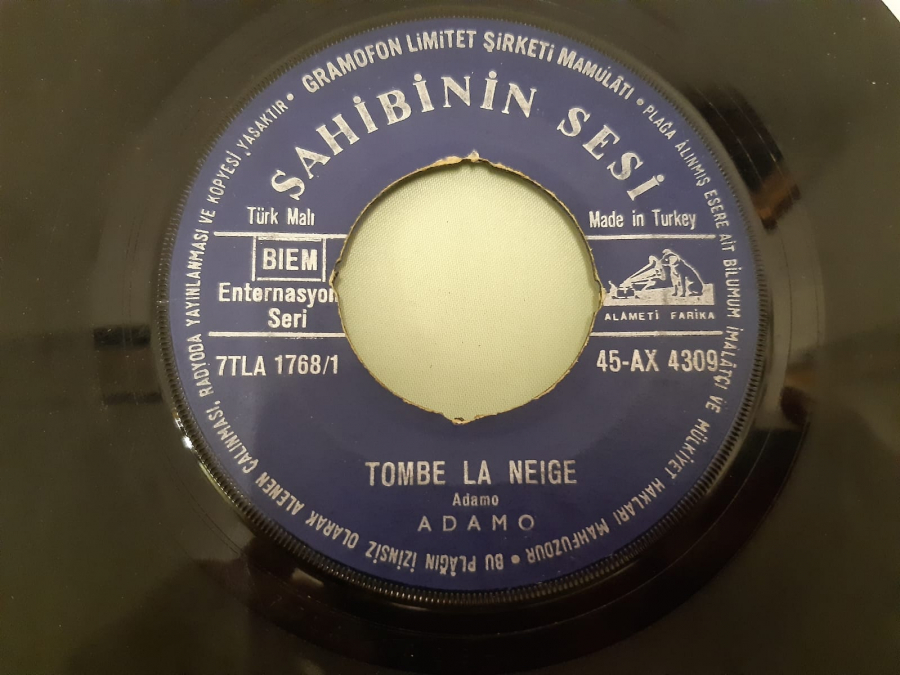 GRAMOFON LİMİTET ŞİRKETİ MAMULÂTI • PLAĞA ALINMIŞ ESERE AİT BİLUMUM İMALÂTÇI VE MÜLKİYET HAKLARI MAHFUZDUR • BU PLÂĞIN İZİNSİZ OLARAK ALENEN ÇALINMASI, RADYODA YAYINLANMASI VE KOPYESİ YASAKTIR •
SAHİBİNİN SESİ
Türk Malı
Made in Turkey
BIEM
Enternasyon
Seri
ALÂMETİ FARİKA
7TLA 1768/1
45-AX 4309
TOMBE LA NEIGE
Adamo
ADAMO